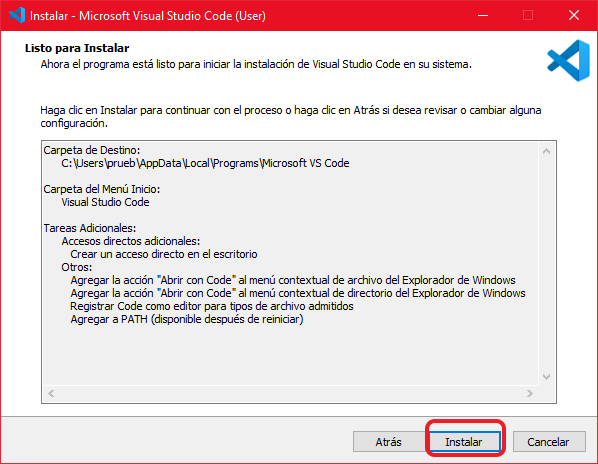 Instalar - Microsoft Visual Studio Code (User)
Listo para Instalar
Ahora el programa está listo para iniciar la instalación de Visual Studio Code en su sistema.
Haga clic en Instalar para continuar con el proceso o haga clic en Atrás si desea revisar o cambiar alguna
configuración.
Carpeta de Destino:
C:\Users\prueb\AppData\Local\Programs\Microsoft VS Code
Carpeta del Menú Inicio:
Visual Studio Code
Tareas Adicionales:
Accesos directos adicionales:
Crear un acceso directo en el escritorio
Otros:
Agregar la acción "Abrir con Code" al menú contextual de archivo del Explorador de Windows
Agregar la acción "Abrir con Code" al menú contextual de directorio del Explorador de Windows
Registrar Code como editor para tipos de archivo admitidos
Agregar a PATH (disponible después de reiniciar)
Atrás Instalar Cancelar